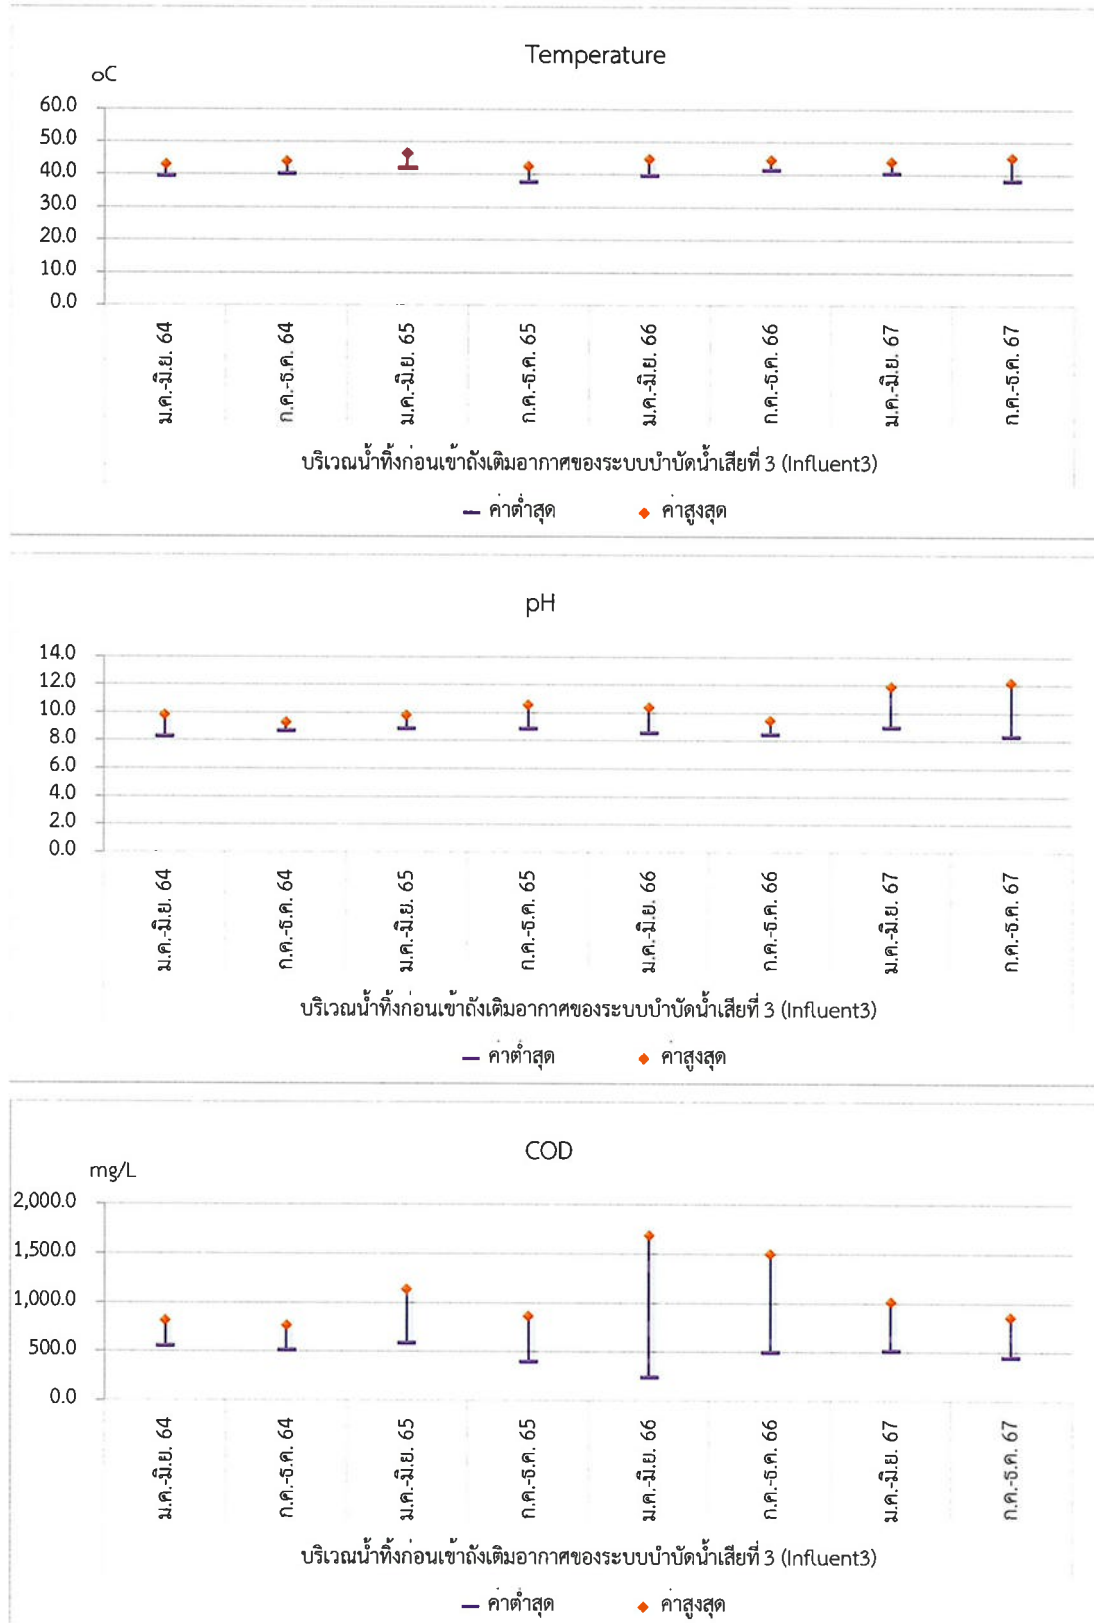 Temperature
oC
60.0
50.0
40.0
30.0
20.0
10.0
0.0
ม.ค.-มิ.ย. 64
ก.ค.-ธ.ค. 64
ม.ค.-มิ.ย. 65
ก.ค.-ธ.ค. 65
ม.ค.-มิ.ย. 66
ก.ค.-ธ.ค. 66
ม.ค.-มิ.ย. 67
ก.ค.-ธ.ค. 67
บริเวณน้ำทิ้งก่อนเข้าถังเติมอากาศของระบบบำบัดน้ำเสียที่ 3 (Influent3)
ค่าต่ำสุด ค่าสูงสุด
pH
14.0
12.0
10.0
8.0
6.0
4.0
2.0
0.0
ม.ค.-มิ.ย. 64
ก.ค.-ธ.ค. 64
ม.ค.-มิ.ย. 65
ก.ค.-ธ.ค. 65
ม.ค.-มิ.ย. 66
ก.ค.-ธ.ค. 66
ม.ค.-มิ.ย. 67
ก.ค.-ธ.ค. 67
บริเวณน้ำทิ้งก่อนเข้าถังเติมอากาศของระบบบำบัดน้ำเสียที่ 3 (Influent3)
ค่าต่ำสุด ค่าสูงสุด
COD
mg/L
2,000.0
1,500.0
1,000.0
500.0
0.0
ม.ค.-มิ.ย. 64
ก.ค.-ธ.ค. 64
ม.ค.-มิ.ย. 65
ก.ค.-ธ.ค. 65
ม.ค.-มิ.ย. 66
ก.ค.-ธ.ค. 66
ม.ค.-มิ.ย. 67
ก.ค.-ธ.ค. 67
บริเวณน้ำทิ้งก่อนเข้าถังเติมอากาศของระบบบำบัดน้ำเสียที่ 3 (Influent3)
ค่าต่ำสุด ค่าสูงสุด